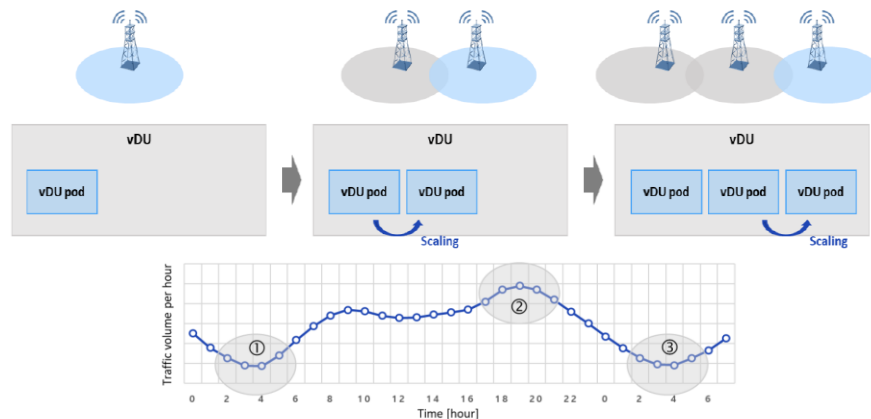 vDU
vDU pod
vDU
vDU pod
vDU pod
Scaling
vDU
vDU pod
vDU pod
vDU pod
Scaling
Traffic volume per hour
①
②
③
0 2 4 6 8 10 12 14 16 18 20 22 0 2 4 6
Time [hour]